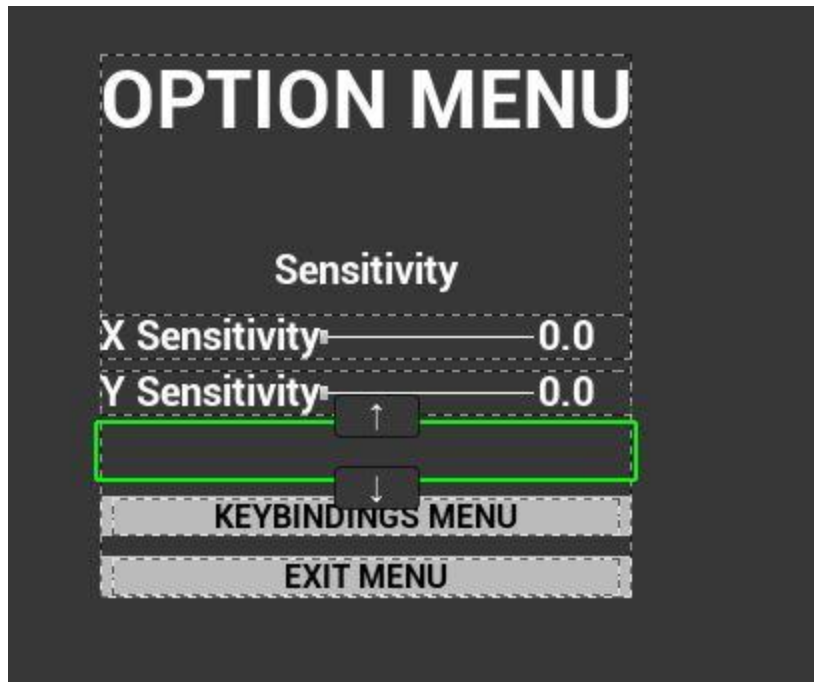 OPTION MENU
Sensitivity
X Sensitivity 0.0
Y Sensitivity 0.0
↑
↓
KEYBINDINGS MENU
EXIT MENU